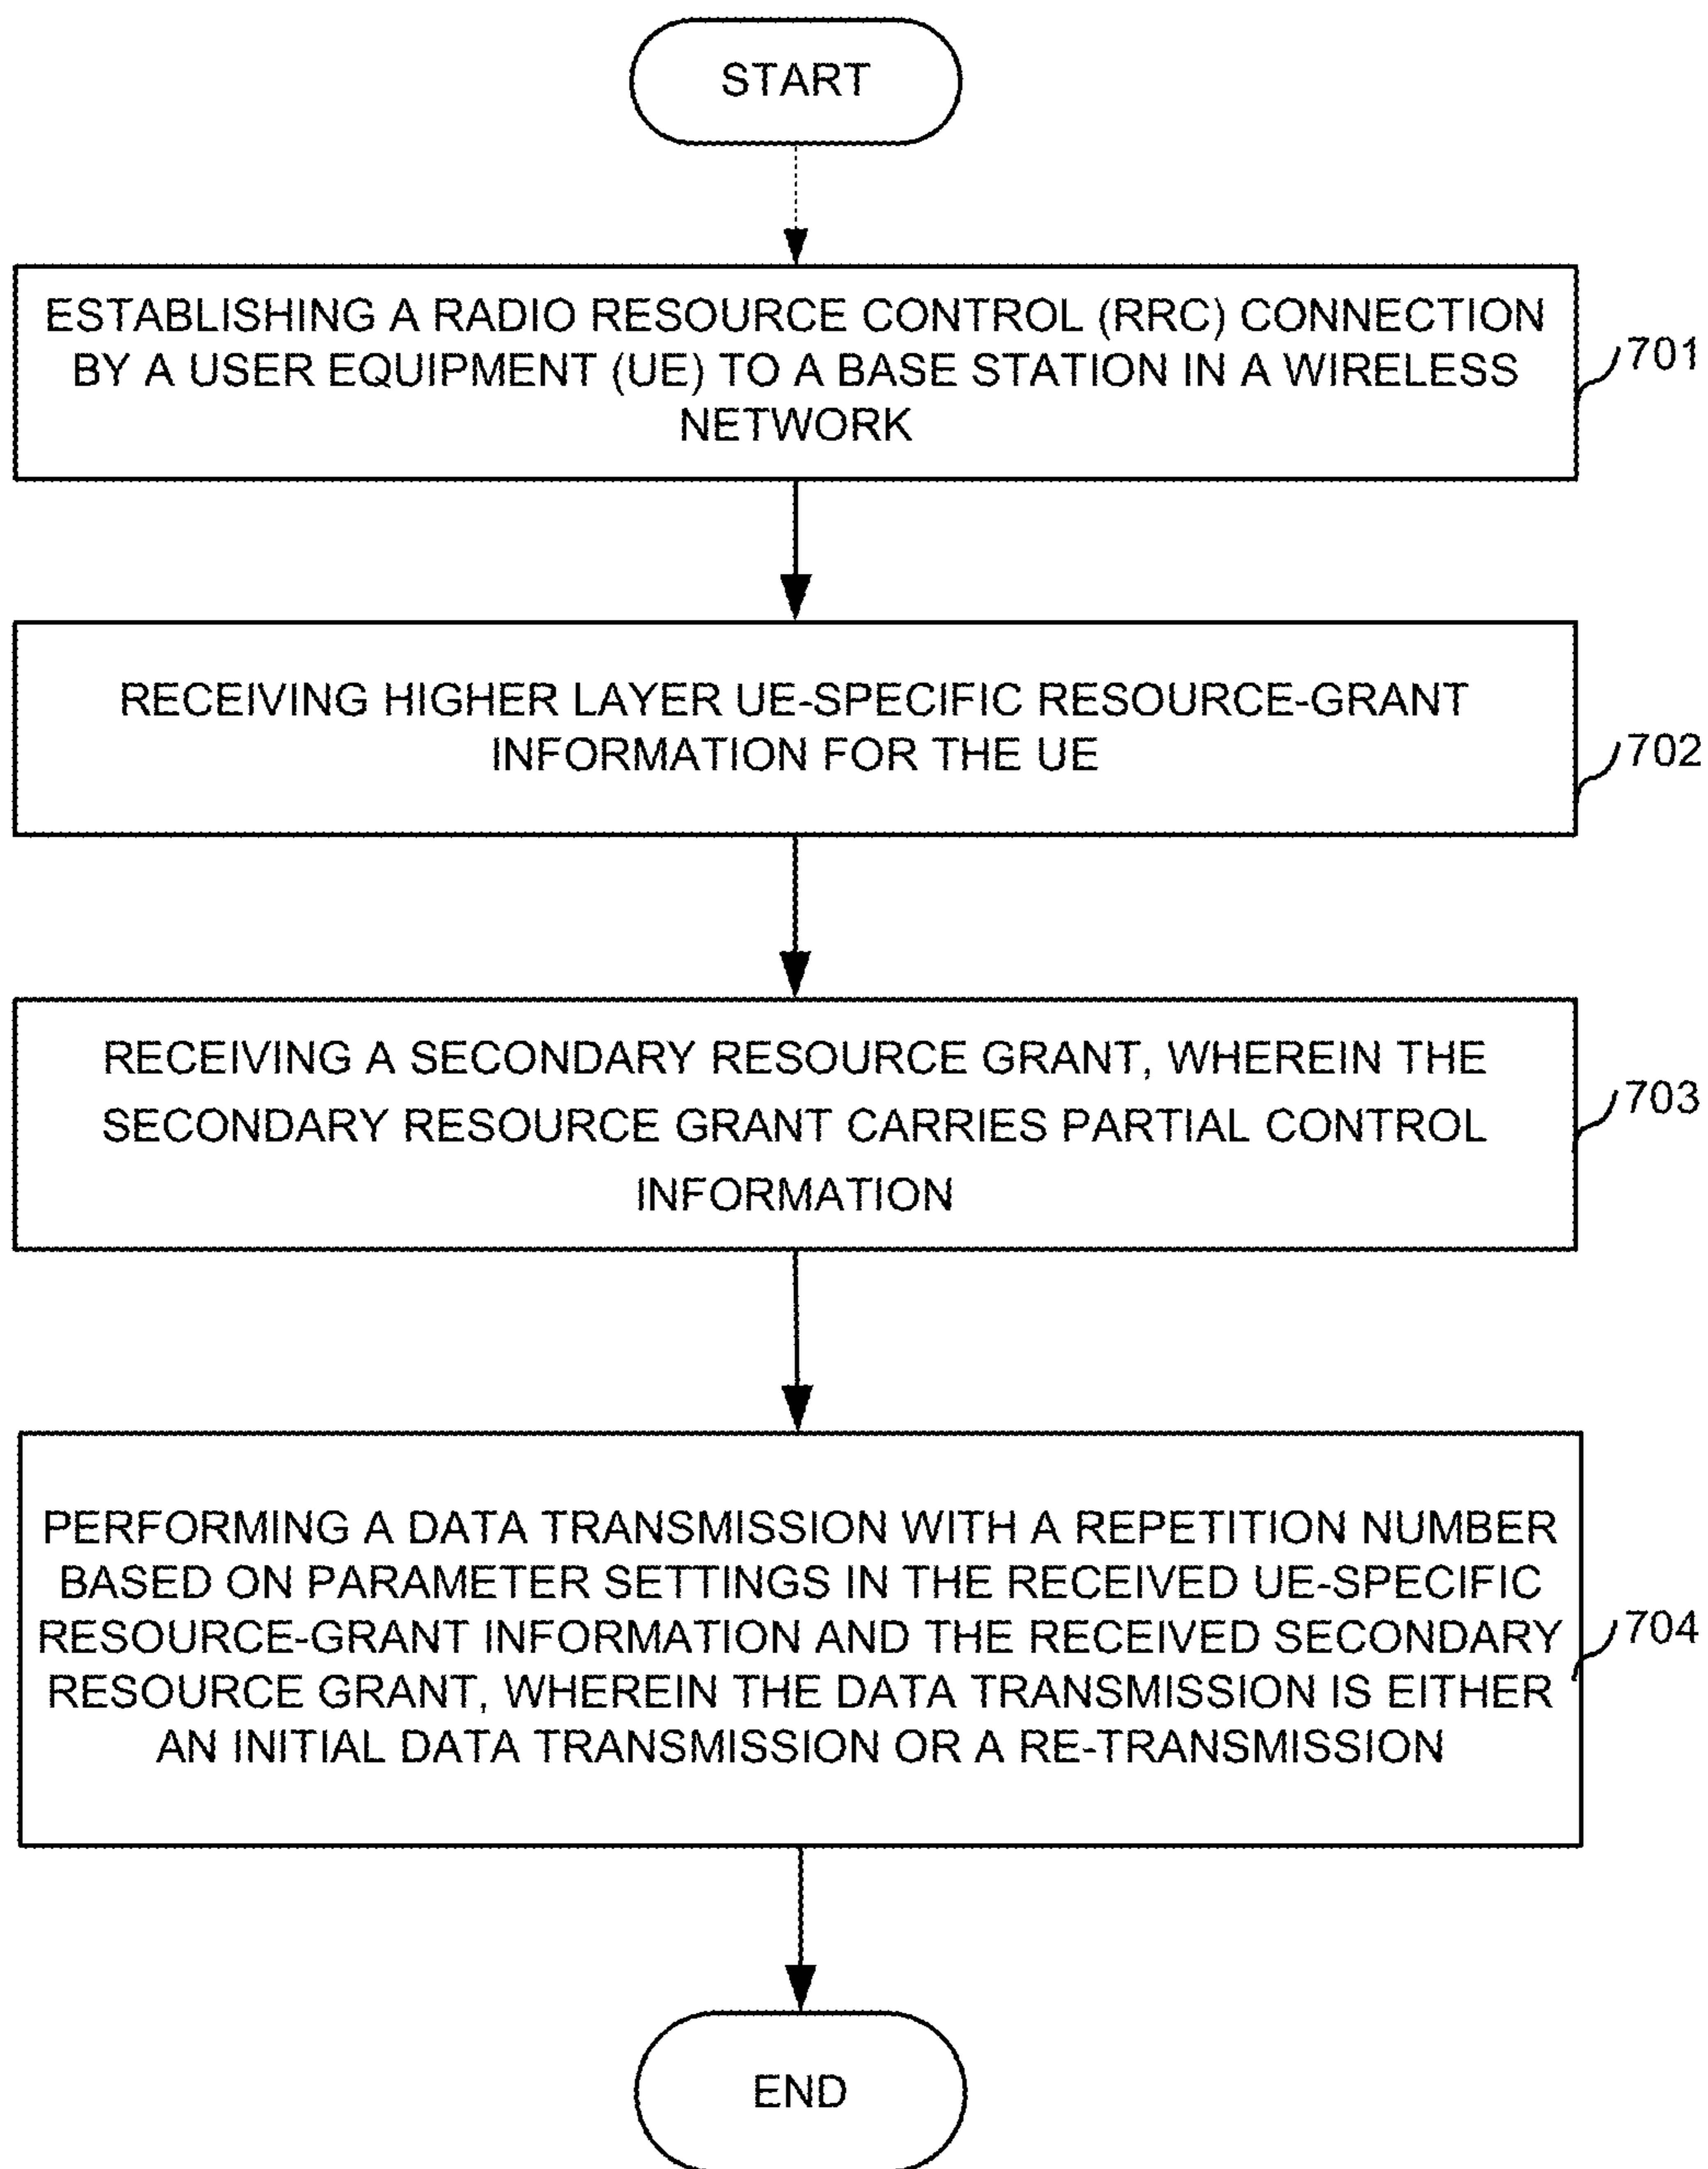 START
ESTABLISHING A RADIO RESOURCE CONTROL (RRC) CONNECTION
BY A USER EQUIPMENT (UE) TO A BASE STATION IN A WIRELESS
NETWORK
701
RECEIVING HIGHER LAYER UE-SPECIFIC RESOURCE-GRANT
INFORMATION FOR THE UE
702
RECEIVING A SECONDARY RESOURCE GRANT, WHEREIN THE
SECONDARY RESOURCE GRANT CARRIES PARTIAL CONTROL
INFORMATION
703
PERFORMING A DATA TRANSMISSION WITH A REPETITION NUMBER
BASED ON PARAMETER SETTINGS IN THE RECEIVED UE-SPECIFIC
RESOURCE-GRANT INFORMATION AND THE RECEIVED SECONDARY
RESOURCE GRANT, WHEREIN THE DATA TRANSMISSION IS EITHER
AN INITIAL DATA TRANSMISSION OR A RE-TRANSMISSION
704
END